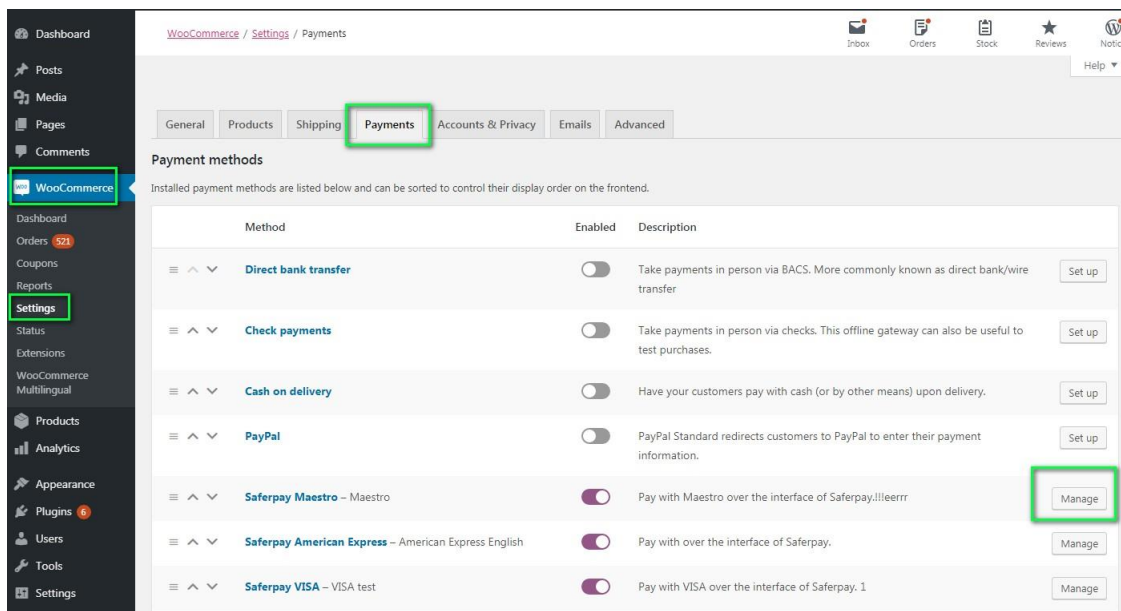 Dashboard
Posts
Media
Pages
Comments
WooCommerce
Dashboard
Orders 521
Coupons
Reports
Settings
Status
Extensions
WooCommerce
Multilingual
Products
Analytics
Appearance
Plugins 6
Users
Tools
Settings
WooCommerce / Settings / Payments
Inbox
Orders
Stock
Reviews
Notic
Help
General Products Shipping Payments Accounts & Privacy Emails Advanced
Payment methods
Installed payment methods are listed below and can be sorted to control their display order on the frontend.
Method Enabled Description
Direct bank transfer
Take payments in person via BACS. More commonly known as direct bank/wire
transfer
Set up
Check payments
Take payments in person via checks. This offline gateway can also be useful to
test purchases.
Set up
Cash on delivery
Have your customers pay with cash (or by other means) upon delivery.
Set up
PayPal
PayPal Standard redirects customers to PayPal to enter their payment
information.
Set up
Saferpay Maestro – Maestro
Pay with Maestro over the interface of Saferpay.!!!eerrr
Manage
Saferpay American Express – American Express English
Pay with over the interface of Saferpay.
Manage
Saferpay VISA – VISA test
Pay with VISA over the interface of Saferpay. 1
Manage